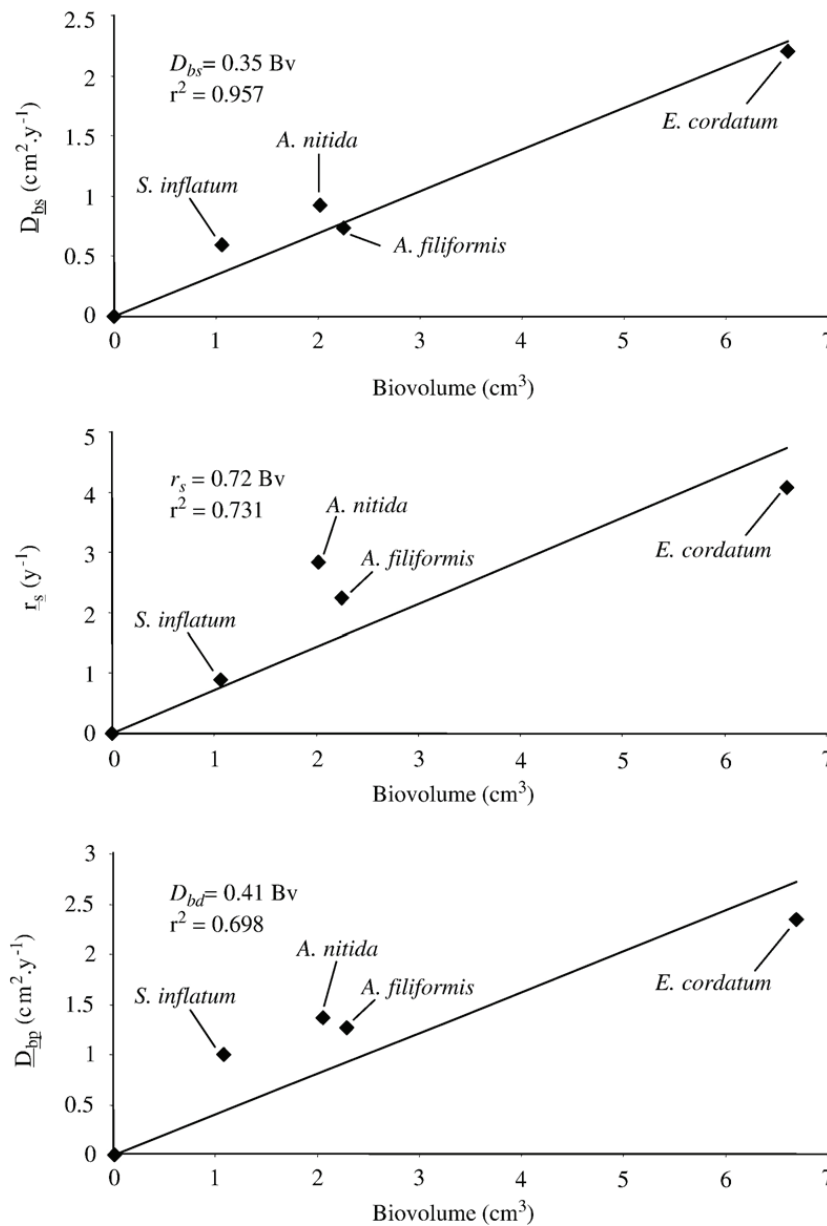 2.5
D_bs = 0.35 Bv
r² = 0.957
2
E. cordatum
A. nitida
1.5
S. inflatum
D_bs (cm².y⁻¹)
1
A. filiformis
0.5
0
0 1 2 3 4 5 6 7
Biovolume (cm³)
5
r_s = 0.72 Bv
r² = 0.731
4
A. nitida
E. cordatum
3
A. filiformis
r_s (y⁻¹)
2
S. inflatum
1
0
0 1 2 3 4 5 6 7
Biovolume (cm³)
3
D_bd= 0.41 Bv
r² = 0.698
2.5
A. nitida
2
S. inflatum
A. filiformis
E. cordatum
D_bp (cm².y⁻¹)
1.5
1
0.5
0
0 1 2 3 4 5 6 7
Biovolume (cm³)